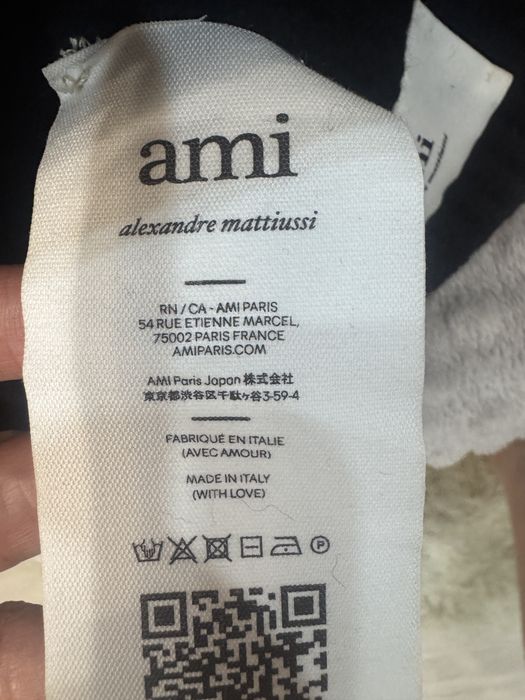 ami
alexandre mattiussi
RN / CA - AMI PARIS
54 RUE ETIENNE MARCEL,
75002 PARIS FRANCE
AMIPARIS.COM
AMI Paris Japan 株式会社
東京都渋谷区千駄ヶ谷3-59-4
FABRIQUÉ EN ITALIE
(AVEC AMOUR)
MADE IN ITALY
(WITH LOVE)
P